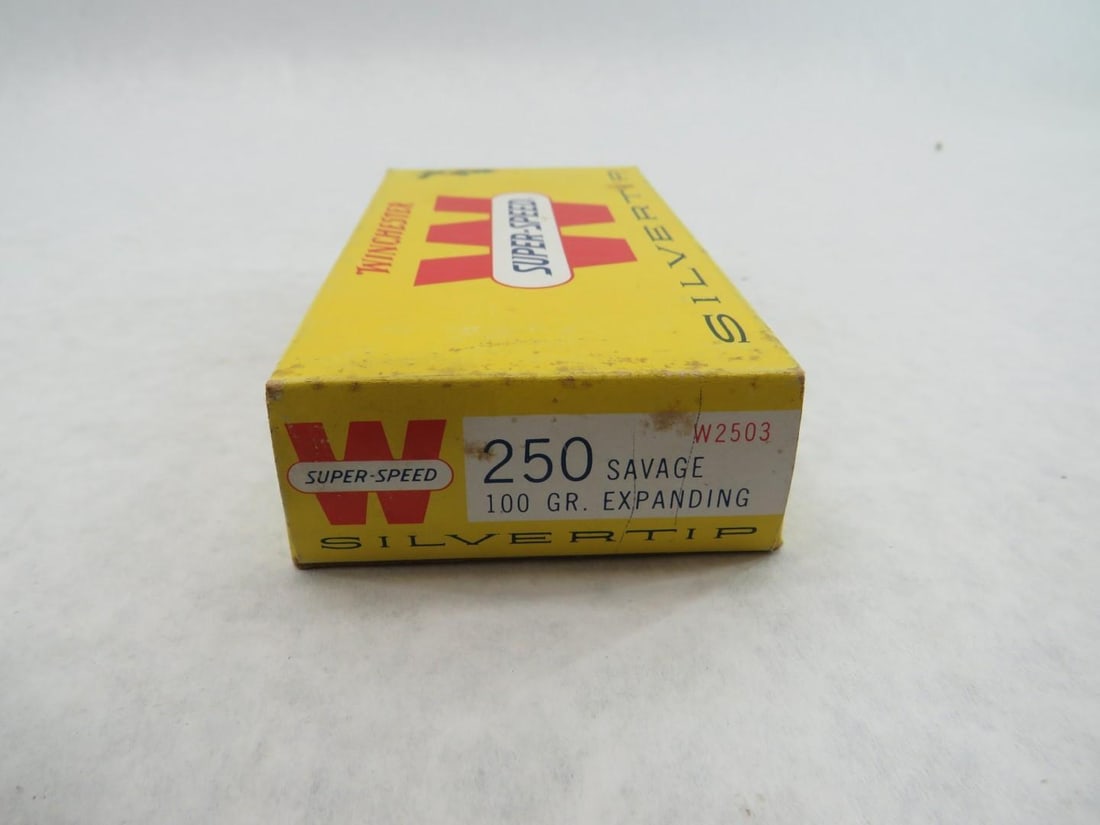 WINCHESTER
SUPER-SPEED
SILVERTIP
W
SUPER-SPEED
250 SAVAGE
W2503
100 GR. EXPANDING
SILVERTIP